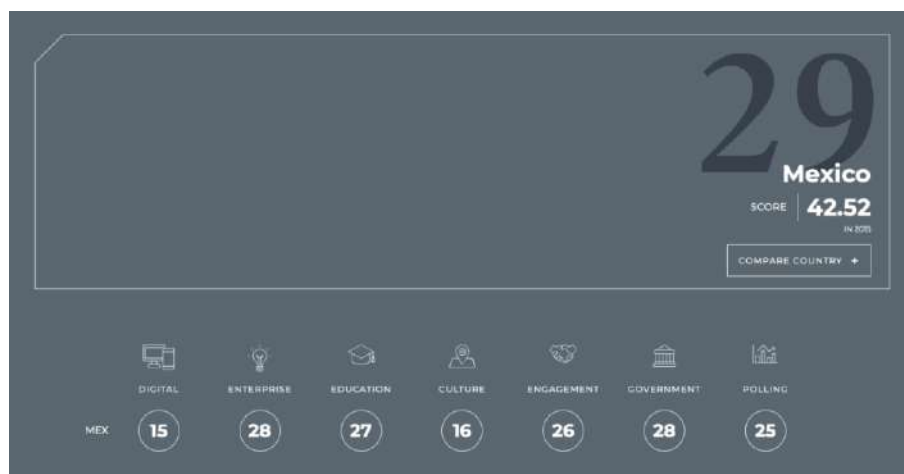 29
Mexico
SCORE 42.52
IN 2015
COMPARE COUNTRY +
DIGITAL ENTERPRISE EDUCATION CULTURE ENGAGEMENT GOVERNMENT POLLING
MEX 15 28 27 16 26 28 25